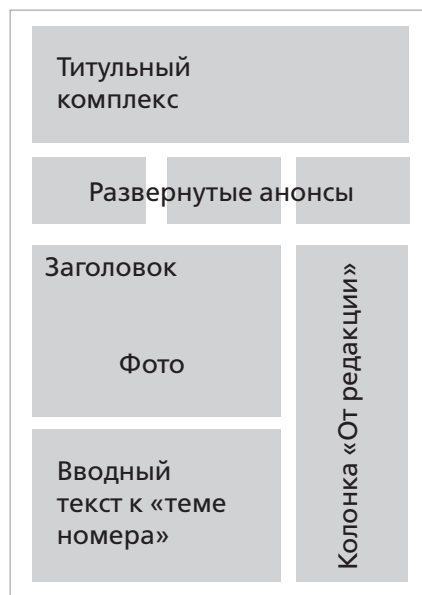 Титульный
комплекс
Развернутые анонсы
Заголовок
Фото
Вводный
текст к «теме
номера»
Колонка «От редакции»